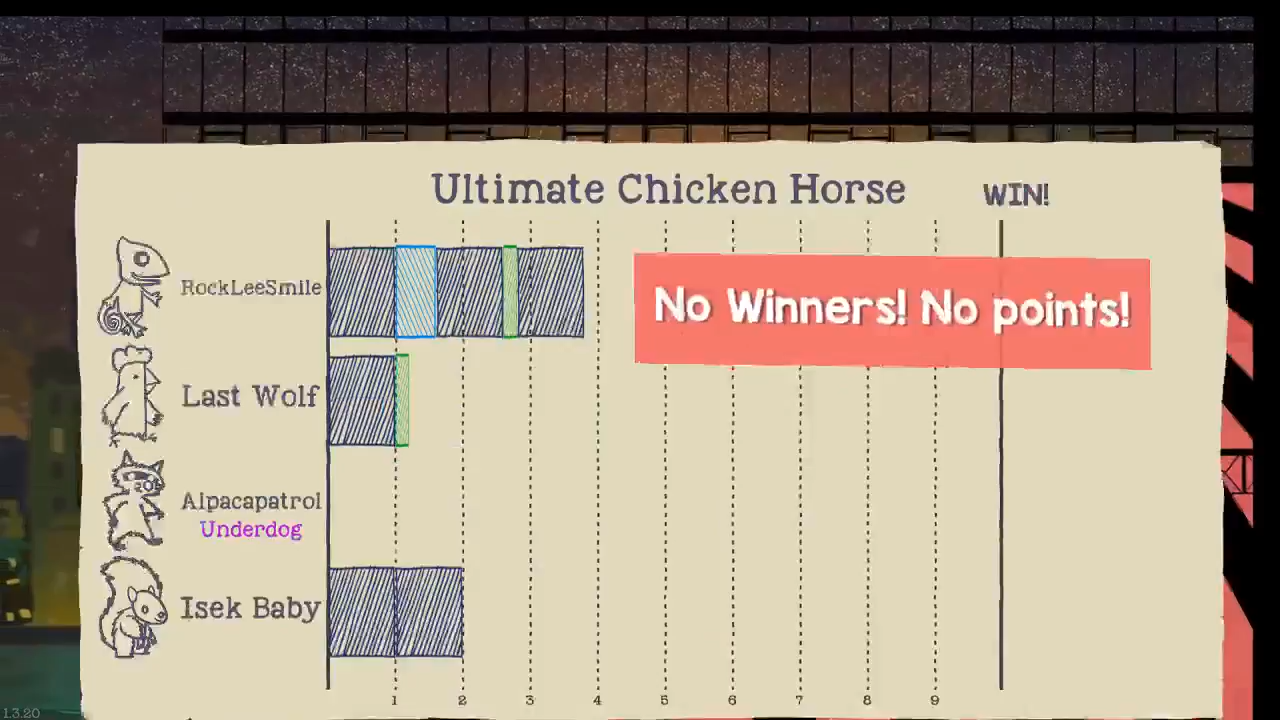 Ultimate Chicken Horse
WIN!
RockLeeSmile
No Winners! No points!
Last Wolf
Alpacapatrol
Underdog
Isek Baby
1 2 3 4 5 6 7 8 9
1.3.20